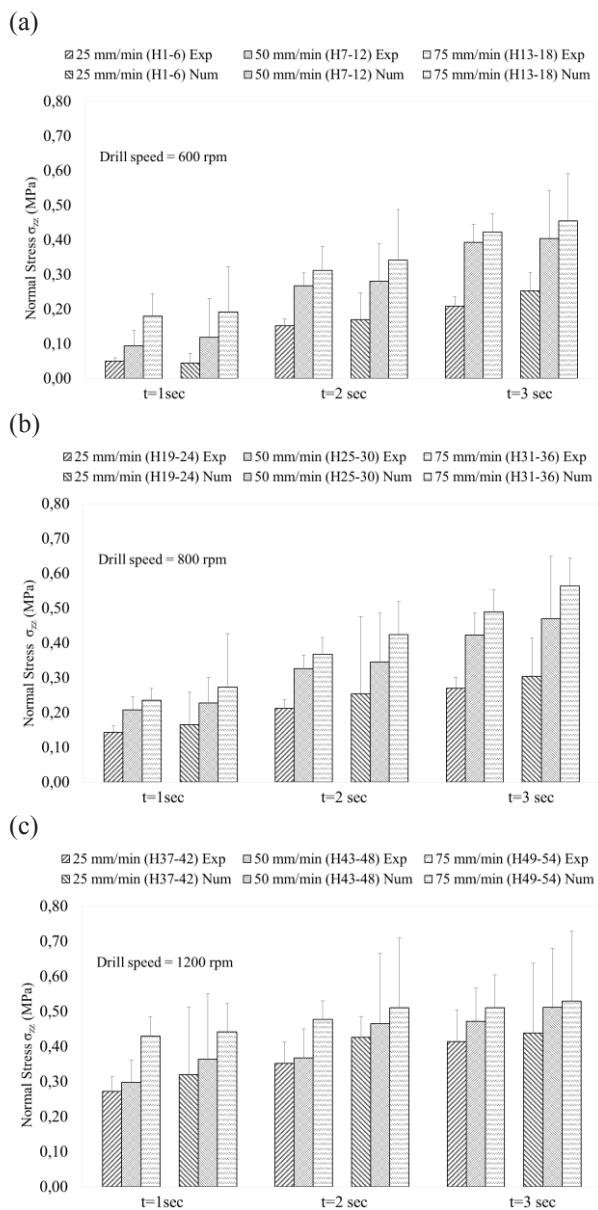 (a)
25 mm/min (H1-6) Exp 50 mm/min (H7-12) Exp 75 mm/min (H13-18) Exp
25 mm/min (H1-6) Num 50 mm/min (H7-12) Num 75 mm/min (H13-18) Num
0,80
0,70
0,60
0,50
0,40
0,30
0,20
0,10
0,00
Normal Stress σzz (MPa)
Drill speed = 600 rpm
t=1sec t=2 sec t=3 sec
(b)
25 mm/min (H19-24) Exp 50 mm/min (H25-30) Exp 75 mm/min (H31-36) Exp
25 mm/min (H19-24) Num 50 mm/min (H25-30) Num 75 mm/min (H31-36) Num
0,80
0,70
0,60
0,50
0,40
0,30
0,20
0,10
0,00
Normal Stress σzz (MPa)
Drill speed = 800 rpm
t=1sec t=2 sec t=3 sec
(c)
25 mm/min (H37-42) Exp 50 mm/min (H43-48) Exp 75 mm/min (H49-54) Exp
25 mm/min (H37-42) Num 50 mm/min (H43-48) Num 75 mm/min (H49-54) Num
0,80
0,70
0,60
0,50
0,40
0,30
0,20
0,10
0,00
Normal Stress σzz (MPa)
Drill speed = 1200 rpm
t=1sec t=2 sec t=3 sec